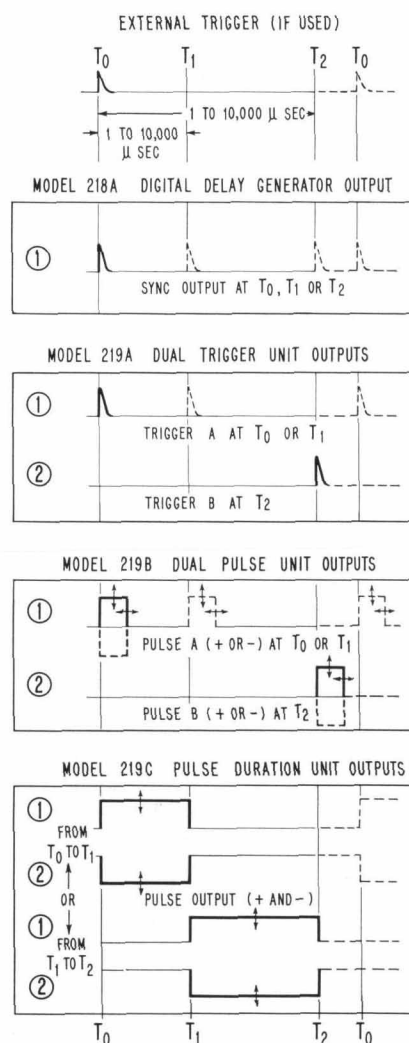 EXTERNAL TRIGGER (IF USED)
T0 T1 T2 T0
1 TO 10,000 μ SEC
1 TO 10,000
μ SEC
MODEL 218A DIGITAL DELAY GENERATOR OUTPUT
①
SYNC OUTPUT AT T0, T1 OR T2
MODEL 219A DUAL TRIGGER UNIT OUTPUTS
①
TRIGGER A AT T0 OR T1
②
TRIGGER B AT T2
MODEL 219B DUAL PULSE UNIT OUTPUTS
①
PULSE A (+ OR -) AT T0 OR T1
②
PULSE B (+ OR -) AT T2
MODEL 219C PULSE DURATION UNIT OUTPUTS
①
FROM
T0 TO T1
②
OR
PULSE OUTPUT (+ AND -)
①
FROM
T1 TO T2
②
T0 T1 T2 T0